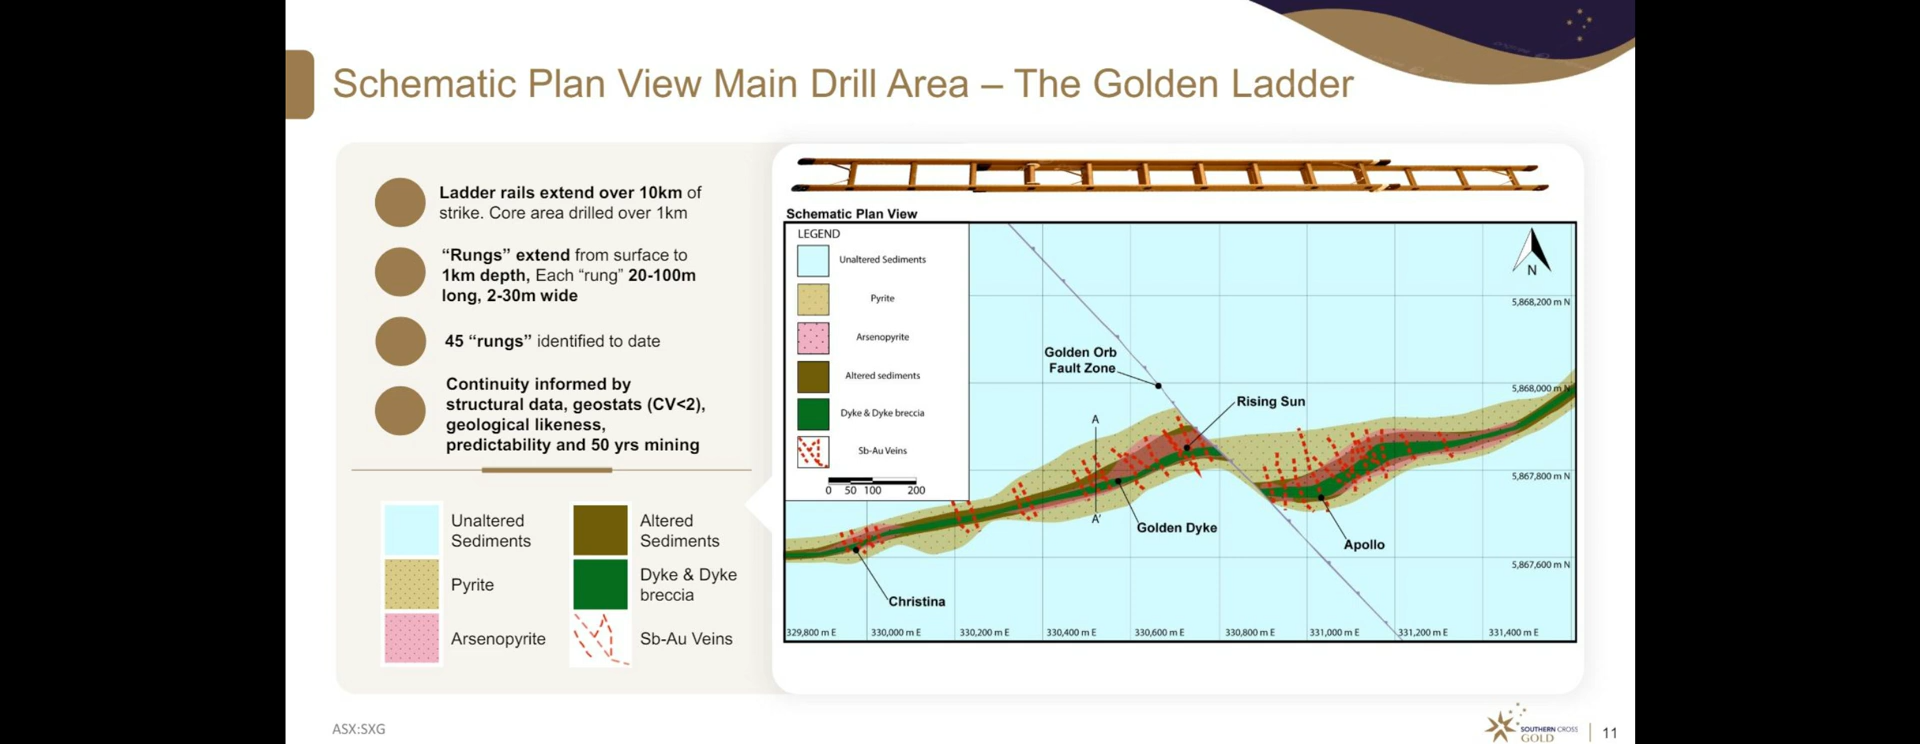 Schematic Plan View Main Drill Area – The Golden Ladder
Ladder rails extend over 10km of
strike. Core area drilled over 1km
“Rungs” extend from surface to
1km depth, Each “rung” 20-100m
long, 2-30m wide
45 “rungs” identified to date
Continuity informed by
structural data, geostats (CV<2),
geological likeness,
predictability and 50 yrs mining
Unaltered
Sediments
Altered
Sediments
Pyrite
Dyke & Dyke
breccia
Arsenopyrite
Sb-Au Veins
Schematic Plan View
LEGEND
Unaltered Sediments
Pyrite
Arsenopyrite
Altered sediments
Dyke & Dyke breccia
Sb-Au Veins
0 50 100 200
N
5,868,200 m N
Golden Orb
Fault Zone
5,868,000 m N
Rising Sun
A
5,867,800 m N
A'
Golden Dyke
Apollo
5,867,600 m N
Christina
329,800 m E
330,000 m E
330,200 m E
330,400 m E
330,600 m E
330,800 m E
331,000 m E
331,200 m E
331,400 m E
ASX:SXG
SOUTHERN CROSS
GOLD
11